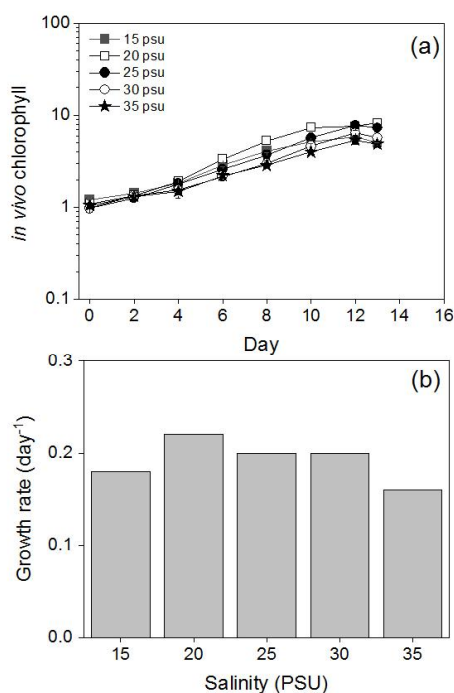 100
10
1
0.1
in vivo chlorophyll
15 psu
20 psu
25 psu
30 psu
35 psu
(a)
0 2 4 6 8 10 12 14 16
Day
0.3
0.2
0.1
0.0
Growth rate (day⁻¹)
(b)
15 20 25 30 35
Salinity (PSU)